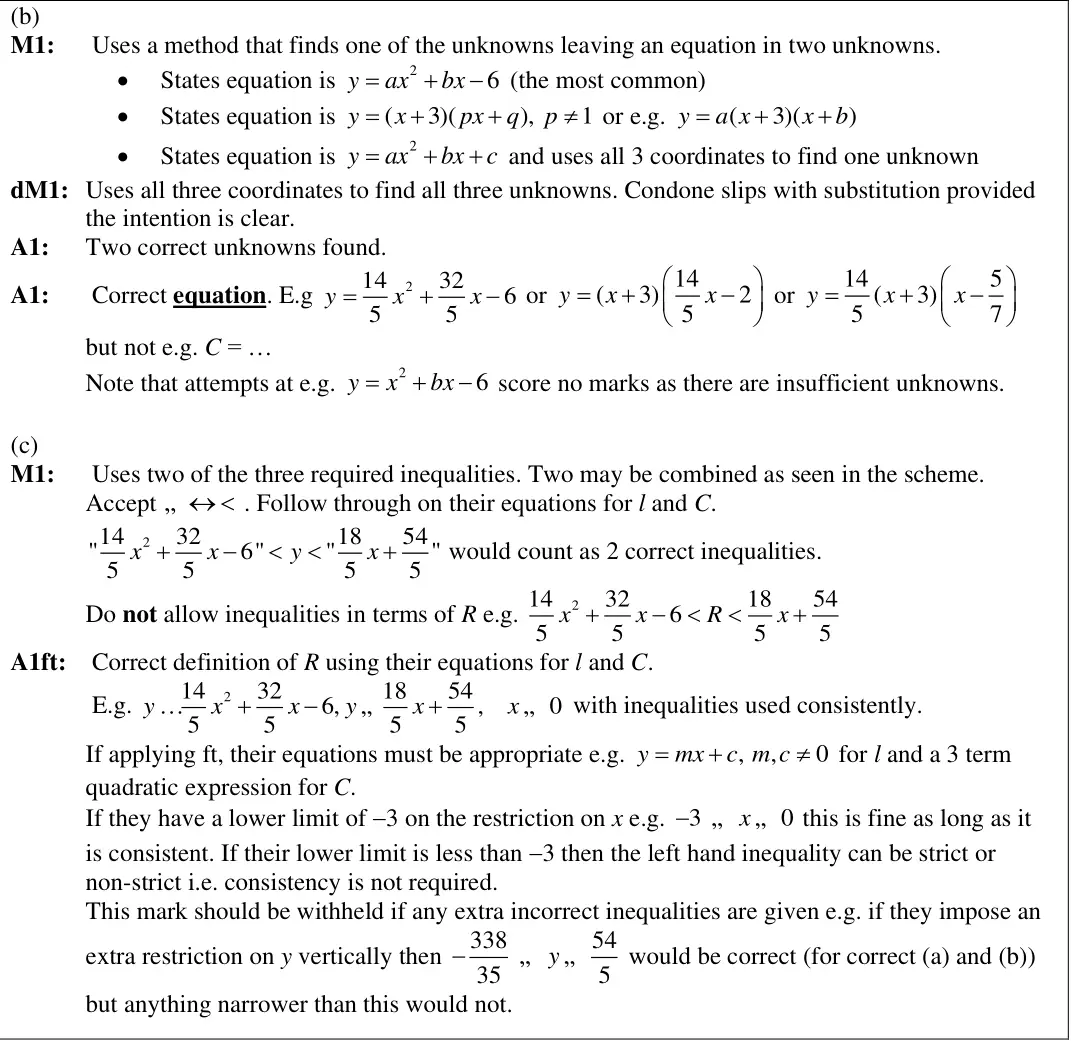 (b)
M1: Uses a method that finds one of the unknowns leaving an equation in two unknowns.
• States equation is y = ax² + bx − 6 (the most common)
• States equation is y = (x + 3)(px + q), p ≠ 1 or e.g. y = a(x + 3)(x + b)
• States equation is y = ax² + bx + c and uses all 3 coordinates to find one unknown
dM1: Uses all three coordinates to find all three unknowns. Condone slips with substitution provided
the intention is clear.
A1: Two correct unknowns found.
A1: Correct equation. E.g y = 14/5 x² + 32/5 x − 6 or y = (x + 3)(14/5 x − 2) or y = 14/5 (x + 3)(x − 5/7)
but not e.g. C = …
Note that attempts at e.g. y = x² + bx − 6 score no marks as there are insufficient unknowns.
(c)
M1: Uses two of the three required inequalities. Two may be combined as seen in the scheme.
Accept „ ↔ < . Follow through on their equations for l and C.
"14/5 x² + 32/5 x − 6" < y < "18/5 x + 54/5" would count as 2 correct inequalities.
Do not allow inequalities in terms of R e.g. 14/5 x² + 32/5 x − 6 < R < 18/5 x + 54/5
A1ft: Correct definition of R using their equations for l and C.
E.g. y … 14/5 x² + 32/5 x − 6, y „ 18/5 x + 54/5, x „ 0 with inequalities used consistently.
If applying ft, their equations must be appropriate e.g. y = mx + c, m, c ≠ 0 for l and a 3 term
quadratic expression for C.
If they have a lower limit of −3 on the restriction on x e.g. −3 „ x „ 0 this is fine as long as it
is consistent. If their lower limit is less than −3 then the left hand inequality can be strict or
non-strict i.e. consistency is not required.
This mark should be withheld if any extra incorrect inequalities are given e.g. if they impose an
extra restriction on y vertically then −338/35 „ y „ 54/5 would be correct (for correct (a) and (b))
but anything narrower than this would not.